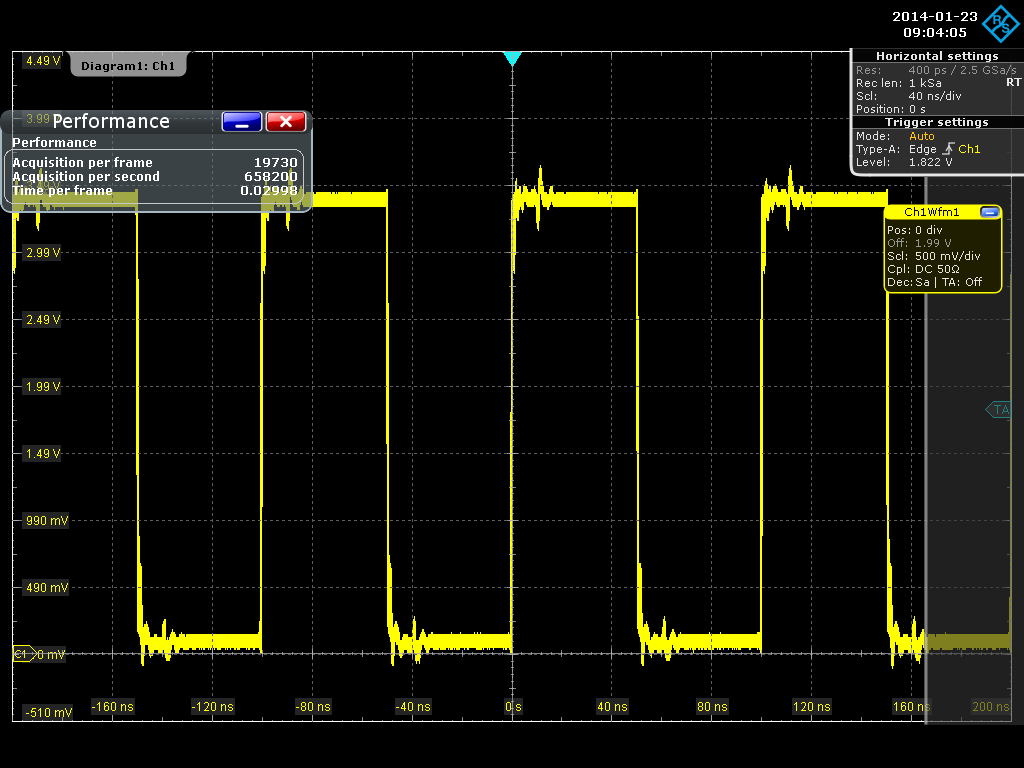 2014-01-23
09:04:05
R&S
Horizontal settings
Res: 400 ps / 2.5 GSa/s
Rec len: 1 kSa RT
Scl: 40 ns/div
Position: 0 s
Trigger settings
Mode: Auto
Type-A: Edge Ch1
Level: 1.822 V
4.49 V
Diagram1: Ch1
3.99
Performance
Performance
Acquisition per frame 19730
Acquisition per second 658200
Time per frame 0.02998
Ch1Wfm1
Pos: 0 div
Off: 1.99 V
Scl: 500 mV/div
Cpl: DC 50Ω
Dec: Sa | TA: Off
2.99 V
2.49 V
1.99 V
TA
1.49 V
990 mV
490 mV
C1 0 mV
-510 mV
-160 ns -120 ns -80 ns -40 ns 0 s 40 ns 80 ns 120 ns 160 ns 200 ns